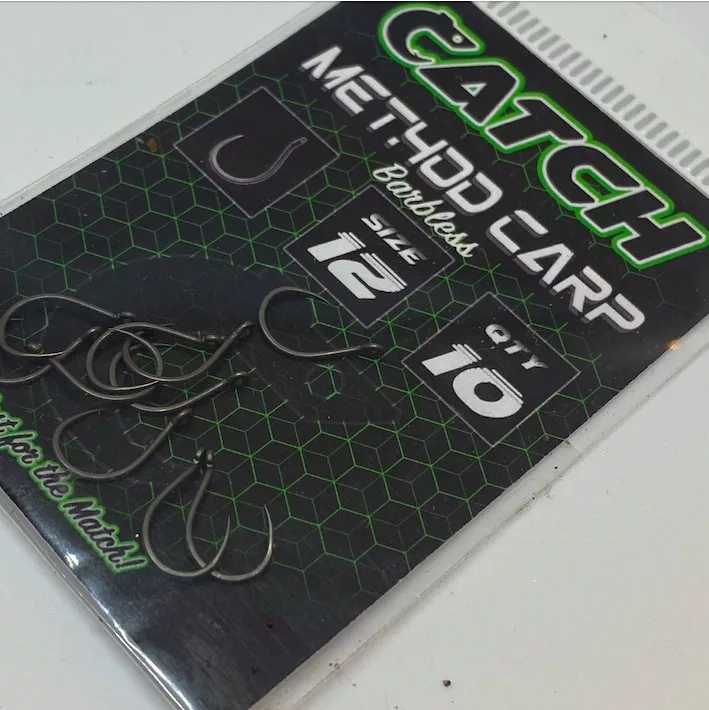 CATCH
METHOD CARP
Barbless
SIZE
12
QTY
10
for the Match!